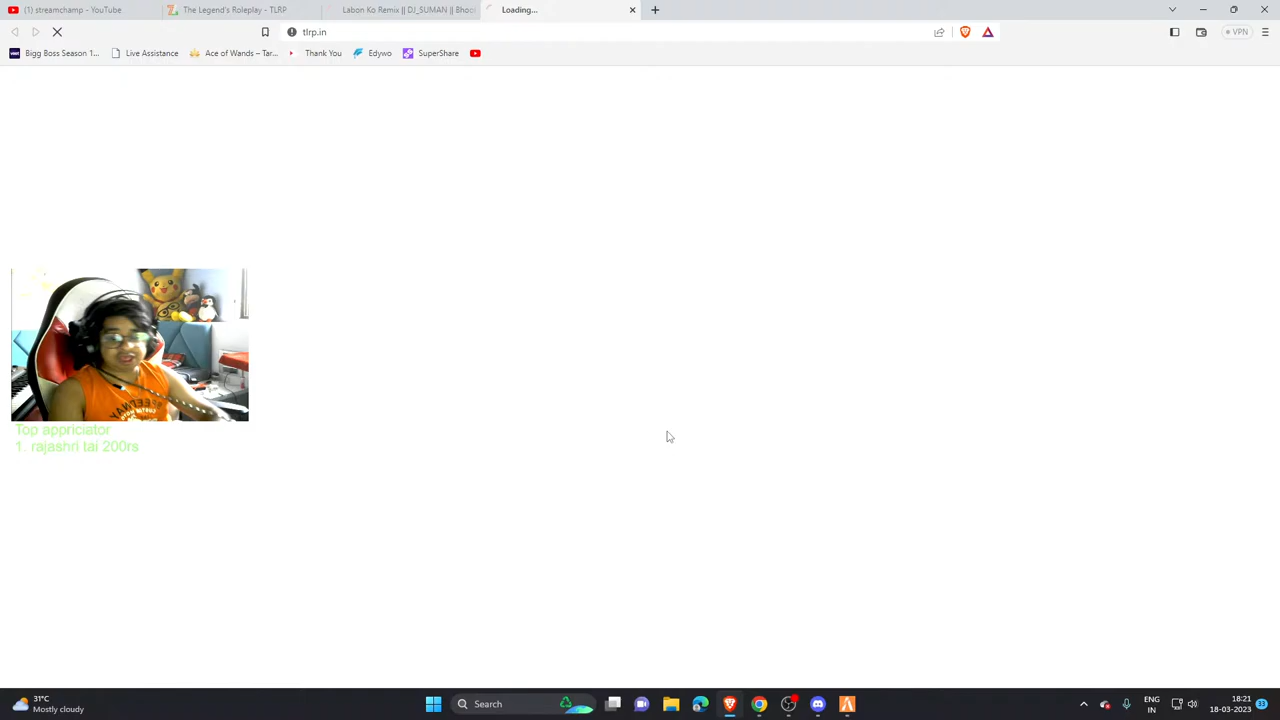 (1) streamchamp - YouTube
The Legend's Roleplay - TLRP
Labon Ko Remix || DJ_SUMAN || Bhoo
Loading...
tlrp.in
VPN
Bigg Boss Season 1...
Live Assistance
Ace of Wands – Tar...
Thank You
Edywo
SuperShare
Top appriciator
1. rajashri tai 200rs
31°C
Mostly cloudy
Search
ENG
IN
18:21
18-03-2023
33